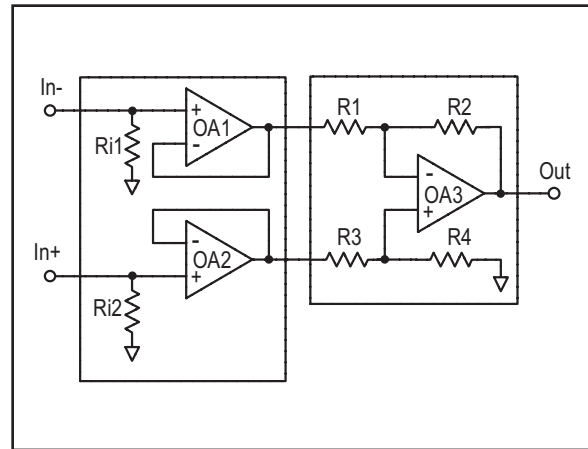 In-
+
OA1
-
Ri1
R1
R2
-
OA3
+
Out
In+
-
OA2
+
Ri2
R3
R4